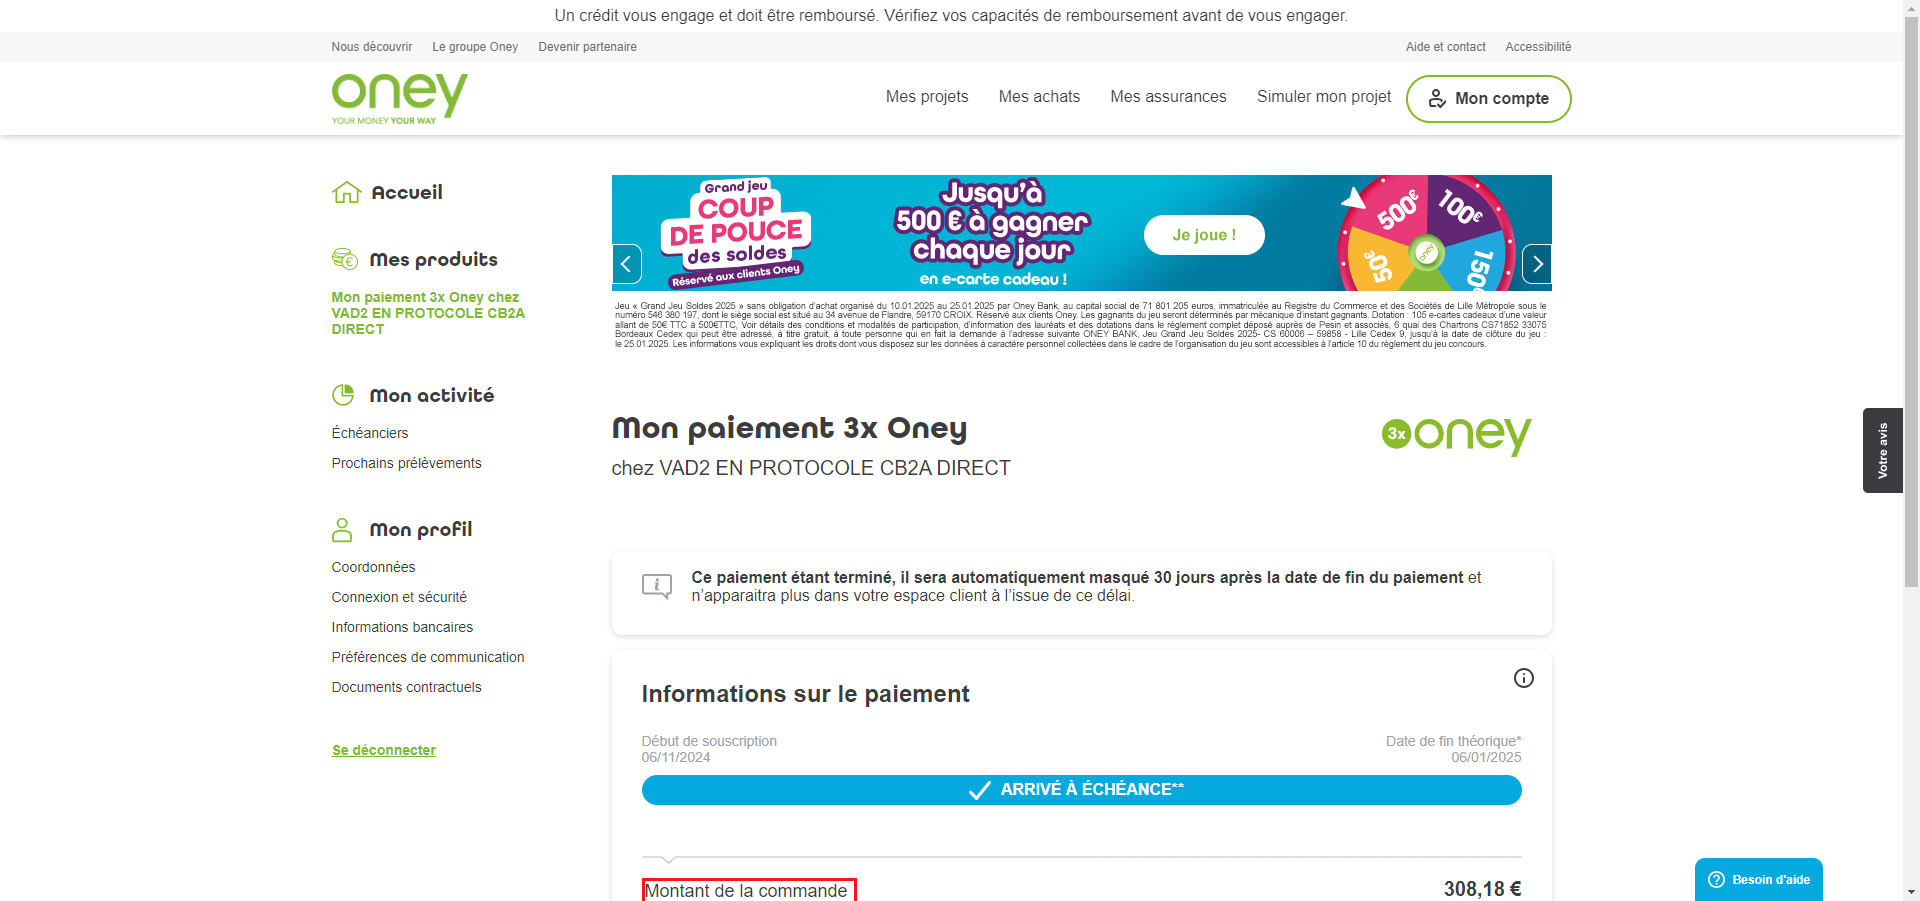 Un crédit vous engage et doit être remboursé. Vérifiez vos capacités de remboursement avant de vous engager.
Nous découvrir Le groupe Oney Devenir partenaire Aide et contact Accessibilité
oney
YOUR MONEY YOUR WAY
Mes projets Mes achats Mes assurances Simuler mon projet Mon compte
Accueil
Mes produits
Mon paiement 3x Oney chez
VAD2 EN PROTOCOLE CB2A
DIRECT
Mon activité
Échéanciers
Prochains prélèvements
Mon profil
Coordonnées
Connexion et sécurité
Informations bancaires
Préférences de communication
Documents contractuels
Se déconnecter
Grand jeu
COUP
DE POUCE
des soldes
Réservé aux clients Oney
Jusqu'à
500 € à gagner
chaque jour
en e-carte cadeau !
Je joue !
500€
100€
150
50€
oney
Jeu « Grand Jeu Soldes 2025 » sans obligation d'achat organisé du 10.01.2025 au 25.01.2025 par Oney Bank, au capital social de 71 801 205 euros, immatriculée au Registre du Commerce et des Sociétés de Lille Métropole sous le
numéro 546 380 197, dont le siège social est situé au 34 avenue de Flandre, 59170 CROIX. Réservé aux clients Oney. Les gagnants du jeu seront déterminés par mécanique d'instant gagnants. Dotation : 105 e-cartes cadeaux d'une valeur
allant de 50€ TTC à 500€TTC, Voir détails des conditions et modalités de participation, d'information des lauréats et des dotations dans le règlement complet déposé auprès de Pesin et associés, 6 quai des Chartrons CS71852 33075
Bordeaux Cedex qui peut être adressé, à titre gratuit, à toute personne qui en fait la demande à l'adresse suivante ONEY BANK, Jeu Grand Jeu Soldes 2025- CS 60006 – 59858 - Lille Cedex 9, jusqu'à la date de clôture du jeu :
le 25.01.2025. Les informations vous expliquant les droits dont vous disposez sur les données à caractère personnel collectées dans le cadre de l'organisation du jeu sont accessibles à l'article 10 du règlement du jeu concours.
Mon paiement 3x Oney
chez VAD2 EN PROTOCOLE CB2A DIRECT
3x oney
Votre avis
Ce paiement étant terminé, il sera automatiquement masqué 30 jours après la date de fin du paiement et
n'apparaitra plus dans votre espace client à l'issue de ce délai.
Informations sur le paiement
Début de souscription Date de fin théorique*
06/11/2024 06/01/2025
ARRIVÉ À ÉCHÉANCE**
Montant de la commande 308,18 €
Besoin d'aide